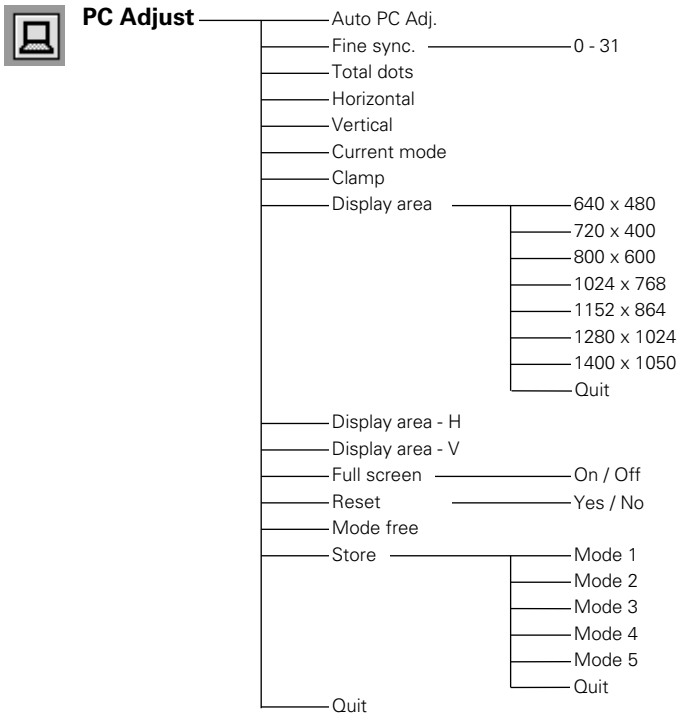 PC Adjust
Auto PC Adj.
Fine sync. 0 - 31
Total dots
Horizontal
Vertical
Current mode
Clamp
Display area 640 x 480
720 x 400
800 x 600
1024 x 768
1152 x 864
1280 x 1024
1400 x 1050
Quit
Display area - H
Display area - V
Full screen On / Off
Reset Yes / No
Mode free
Store Mode 1
Mode 2
Mode 3
Mode 4
Mode 5
Quit
Quit